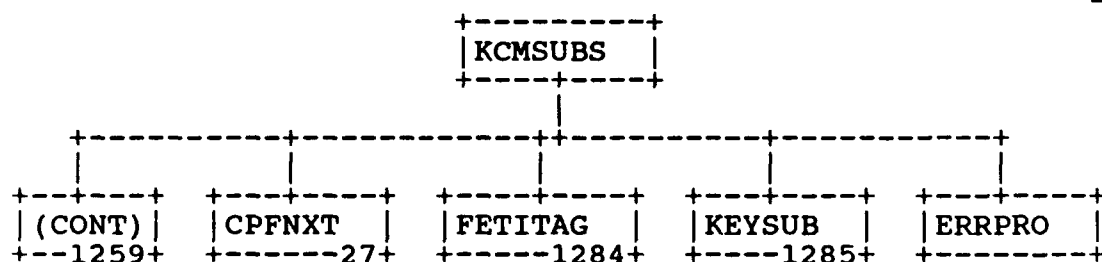 KCMSUBS
(CONT) CPFNXT FETITAG KEYSUB ERRPRO
1259 27 1284 1285